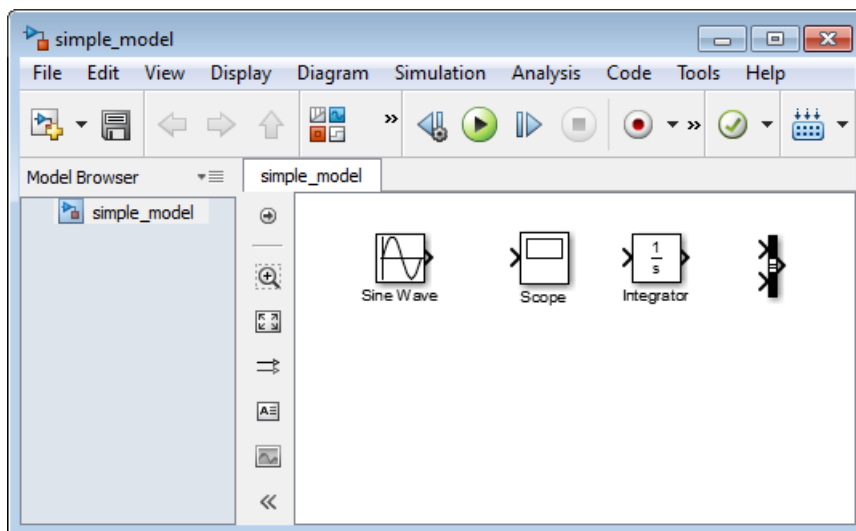 simple_model
File Edit View Display Diagram Simulation Analysis Code Tools Help
» »
Model Browser simple_model
simple_model
A
Sine Wave Scope 1 s Integrator